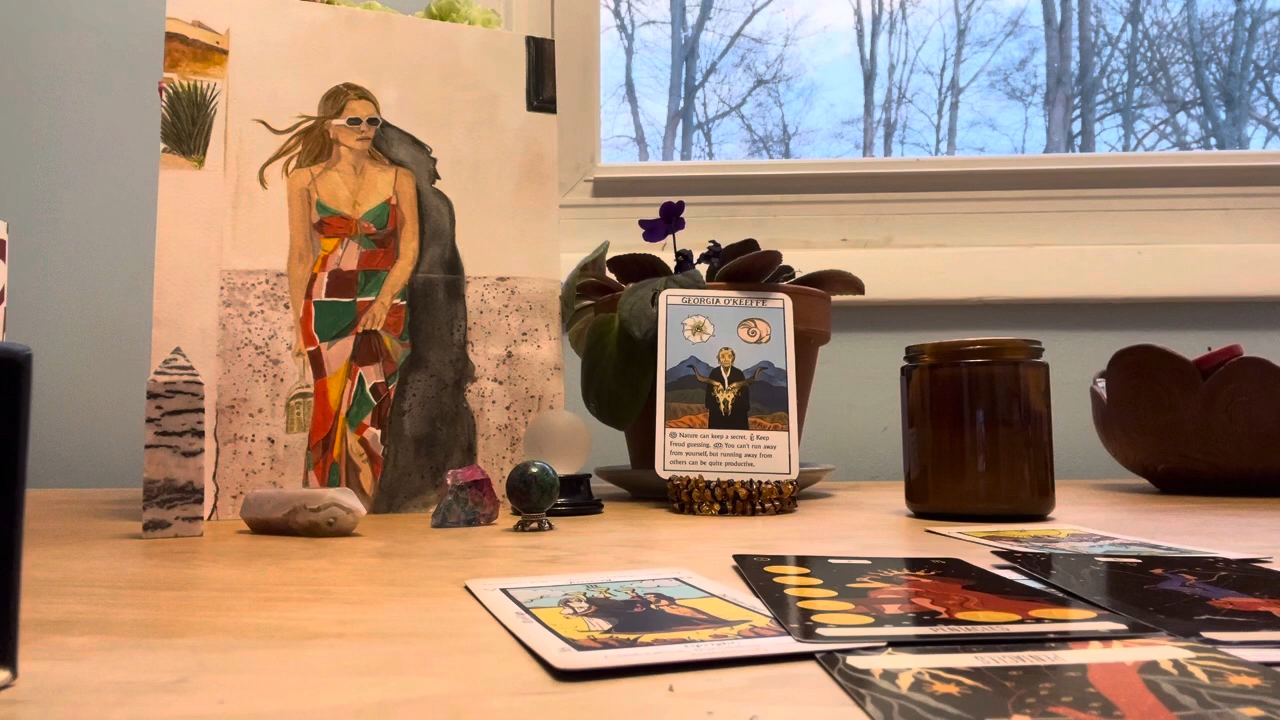 GEORGIA O'KEEFFE
Nature can keep a secret. Keep
Freud guessing. You can't run away
from yourself, but running away from
others can be quite productive.
III
PENTACLES